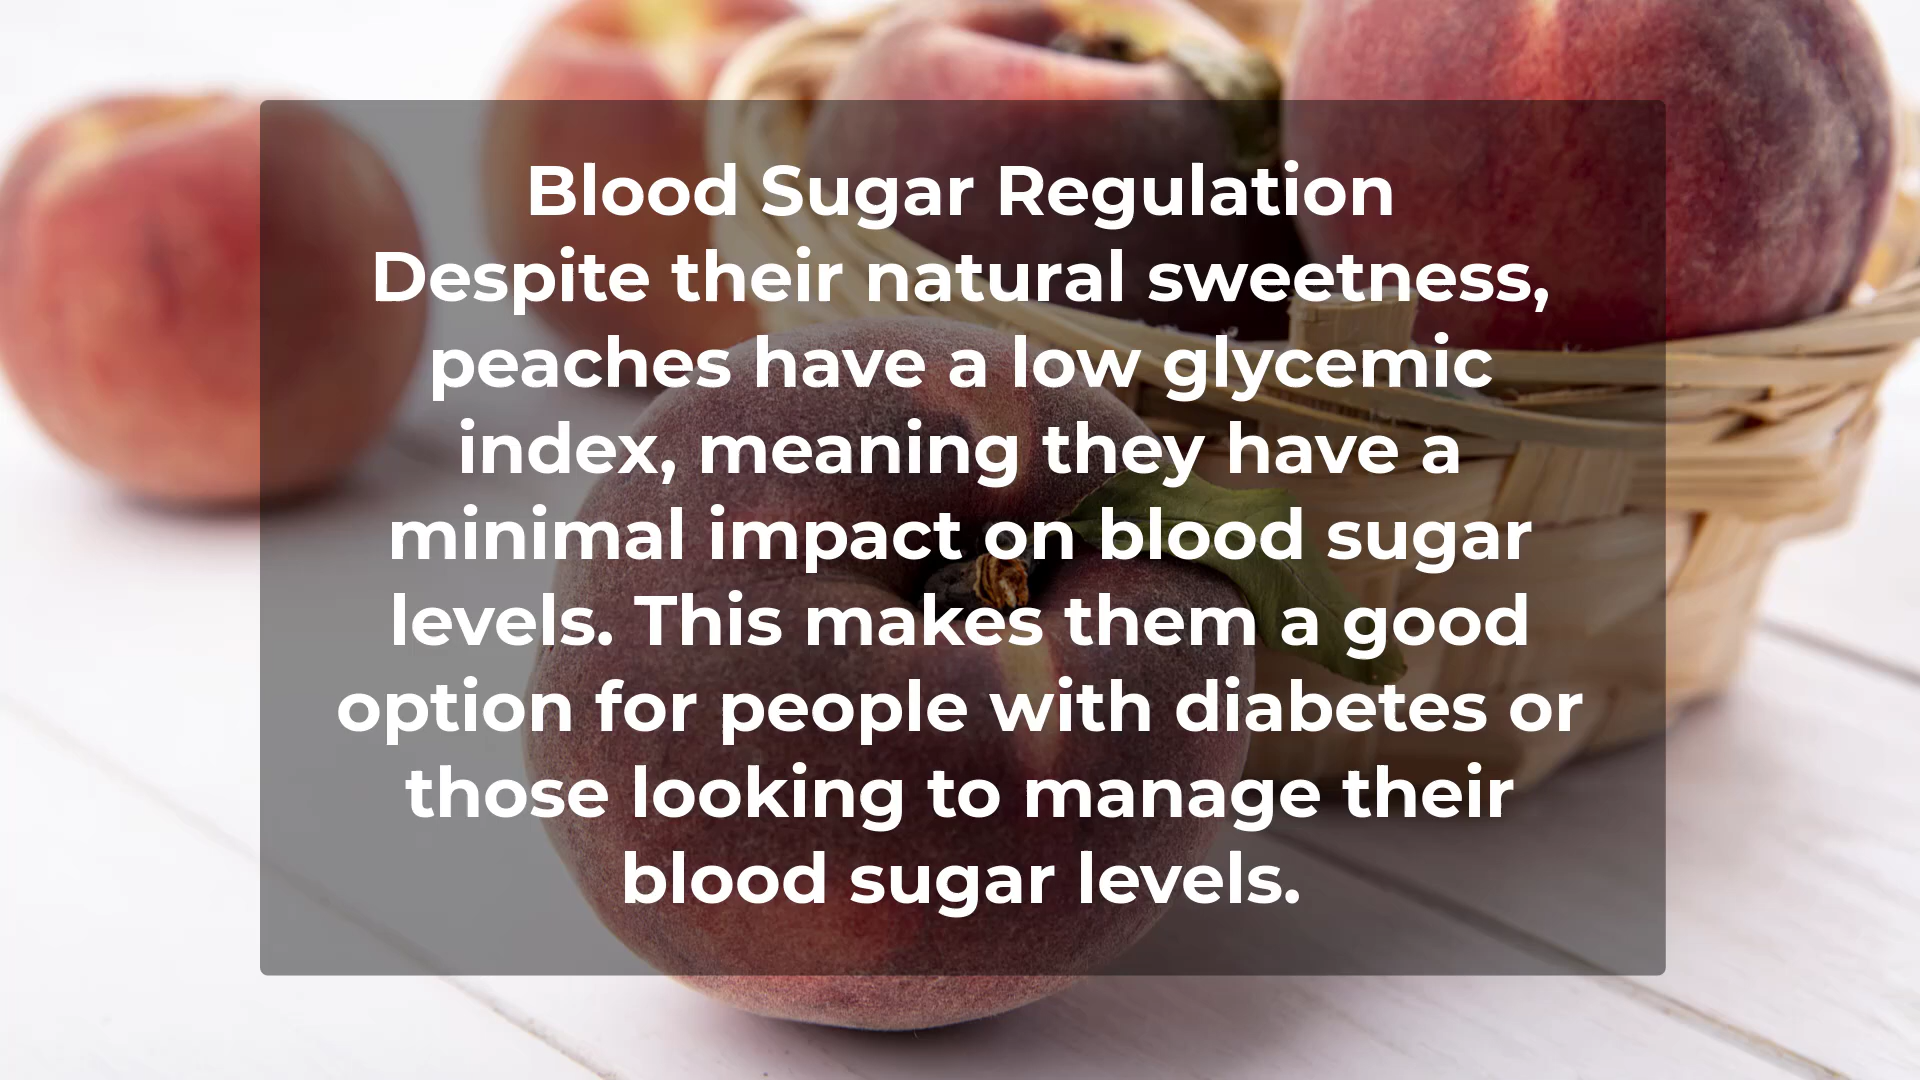 Blood Sugar Regulation
Despite their natural sweetness,
peaches have a low glycemic
index, meaning they have a
minimal impact on blood sugar
levels. This makes them a good
option for people with diabetes or
those looking to manage their
blood sugar levels.